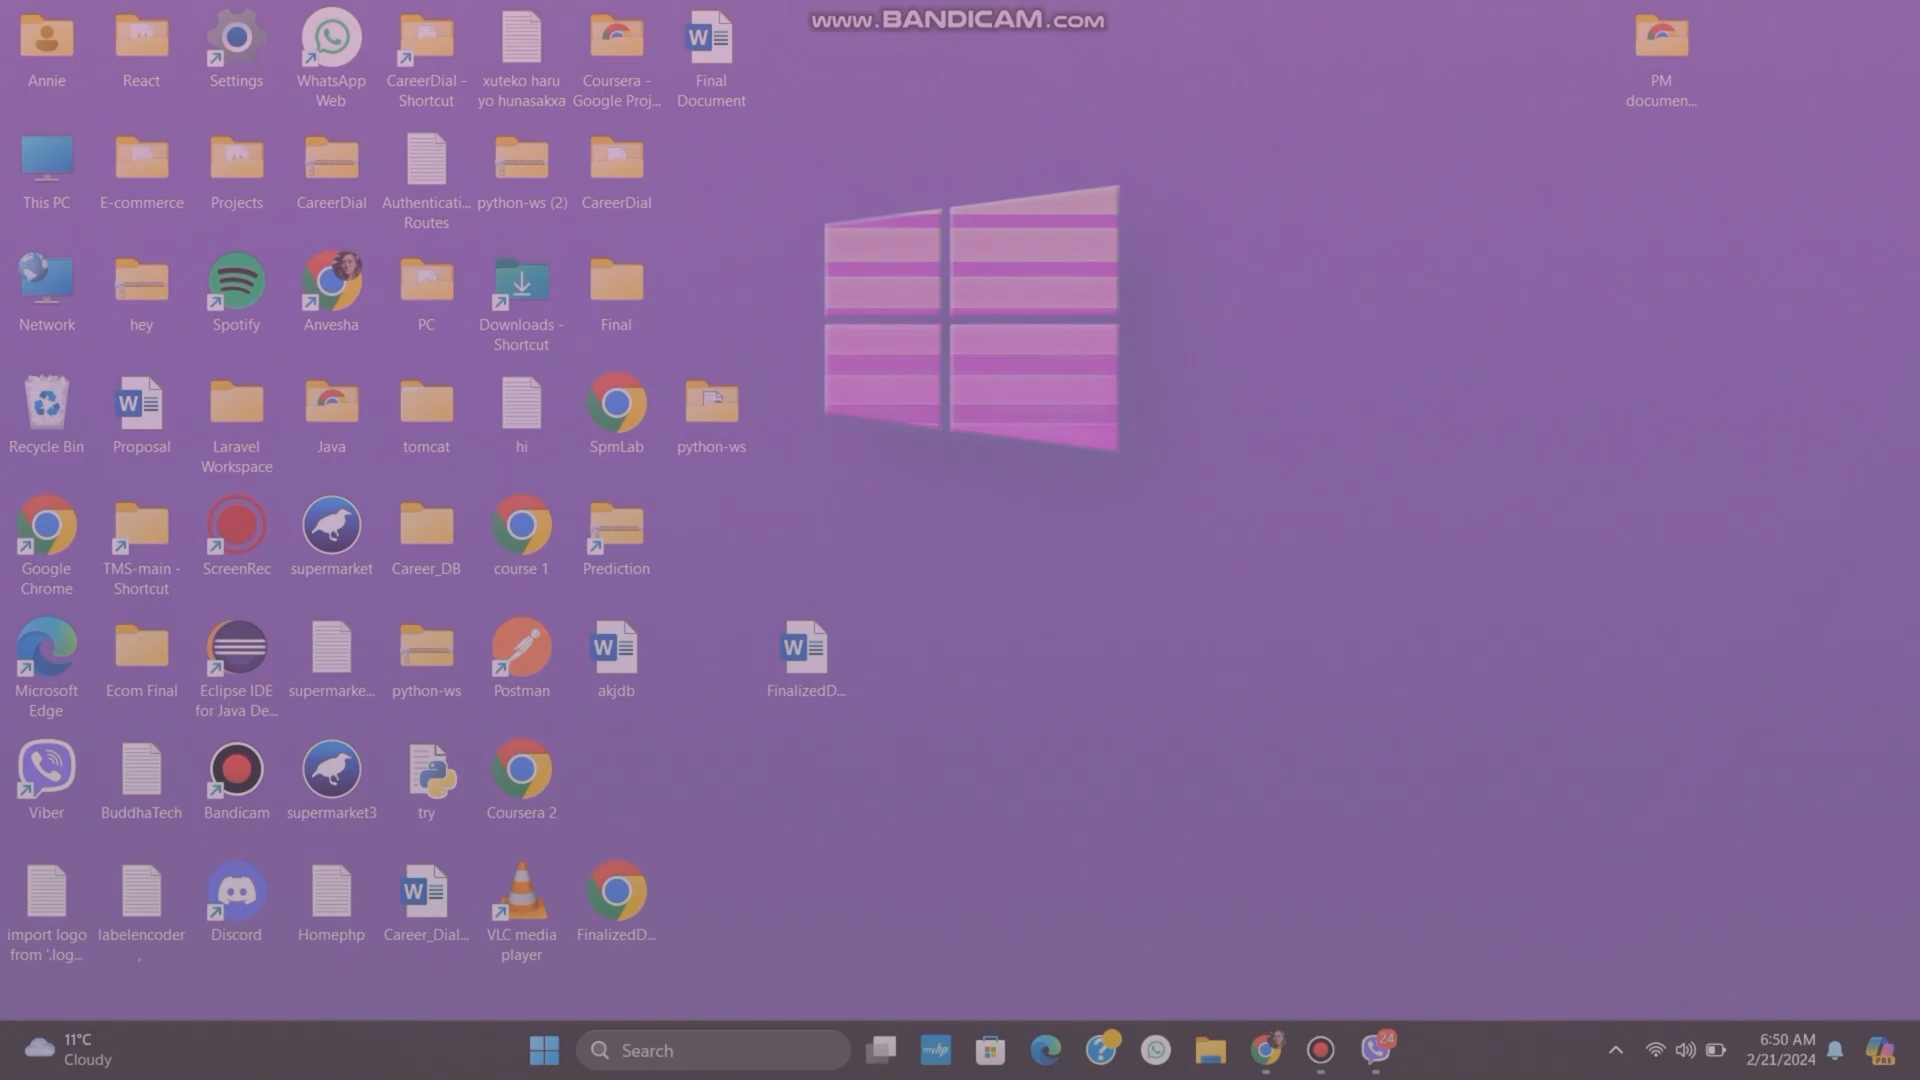 www.BANDICAM.com
Annie
React
Settings
WhatsApp
Web
CareerDial -
Shortcut
xuteko haru
yo hunasakxa
Coursera -
Google Proj...
Final
Document
PM
documen...
This PC
E-commerce
Projects
CareerDial
Authenticati...
Routes
python-ws (2)
CareerDial
Network
hey
Spotify
Anvesha
PC
Downloads -
Shortcut
Final
Recycle Bin
Proposal
Laravel
Workspace
Java
tomcat
hi
SpmLab
python-ws
Google
Chrome
TMS-main -
Shortcut
ScreenRec
supermarket
Career_DB
course 1
Prediction
Microsoft
Edge
Ecom Final
Eclipse IDE
for Java De...
supermarke...
python-ws
Postman
akjdb
FinalizedD...
Viber
BuddhaTech
Bandicam
supermarket3
try
Coursera 2
import logo
from '.log...
labelencoder
,
Discord
Homephp
Career_Dial...
VLC media
player
FinalizedD...
11°C
Cloudy
Search
myhp
24
6:50 AM
2/21/2024
PRE